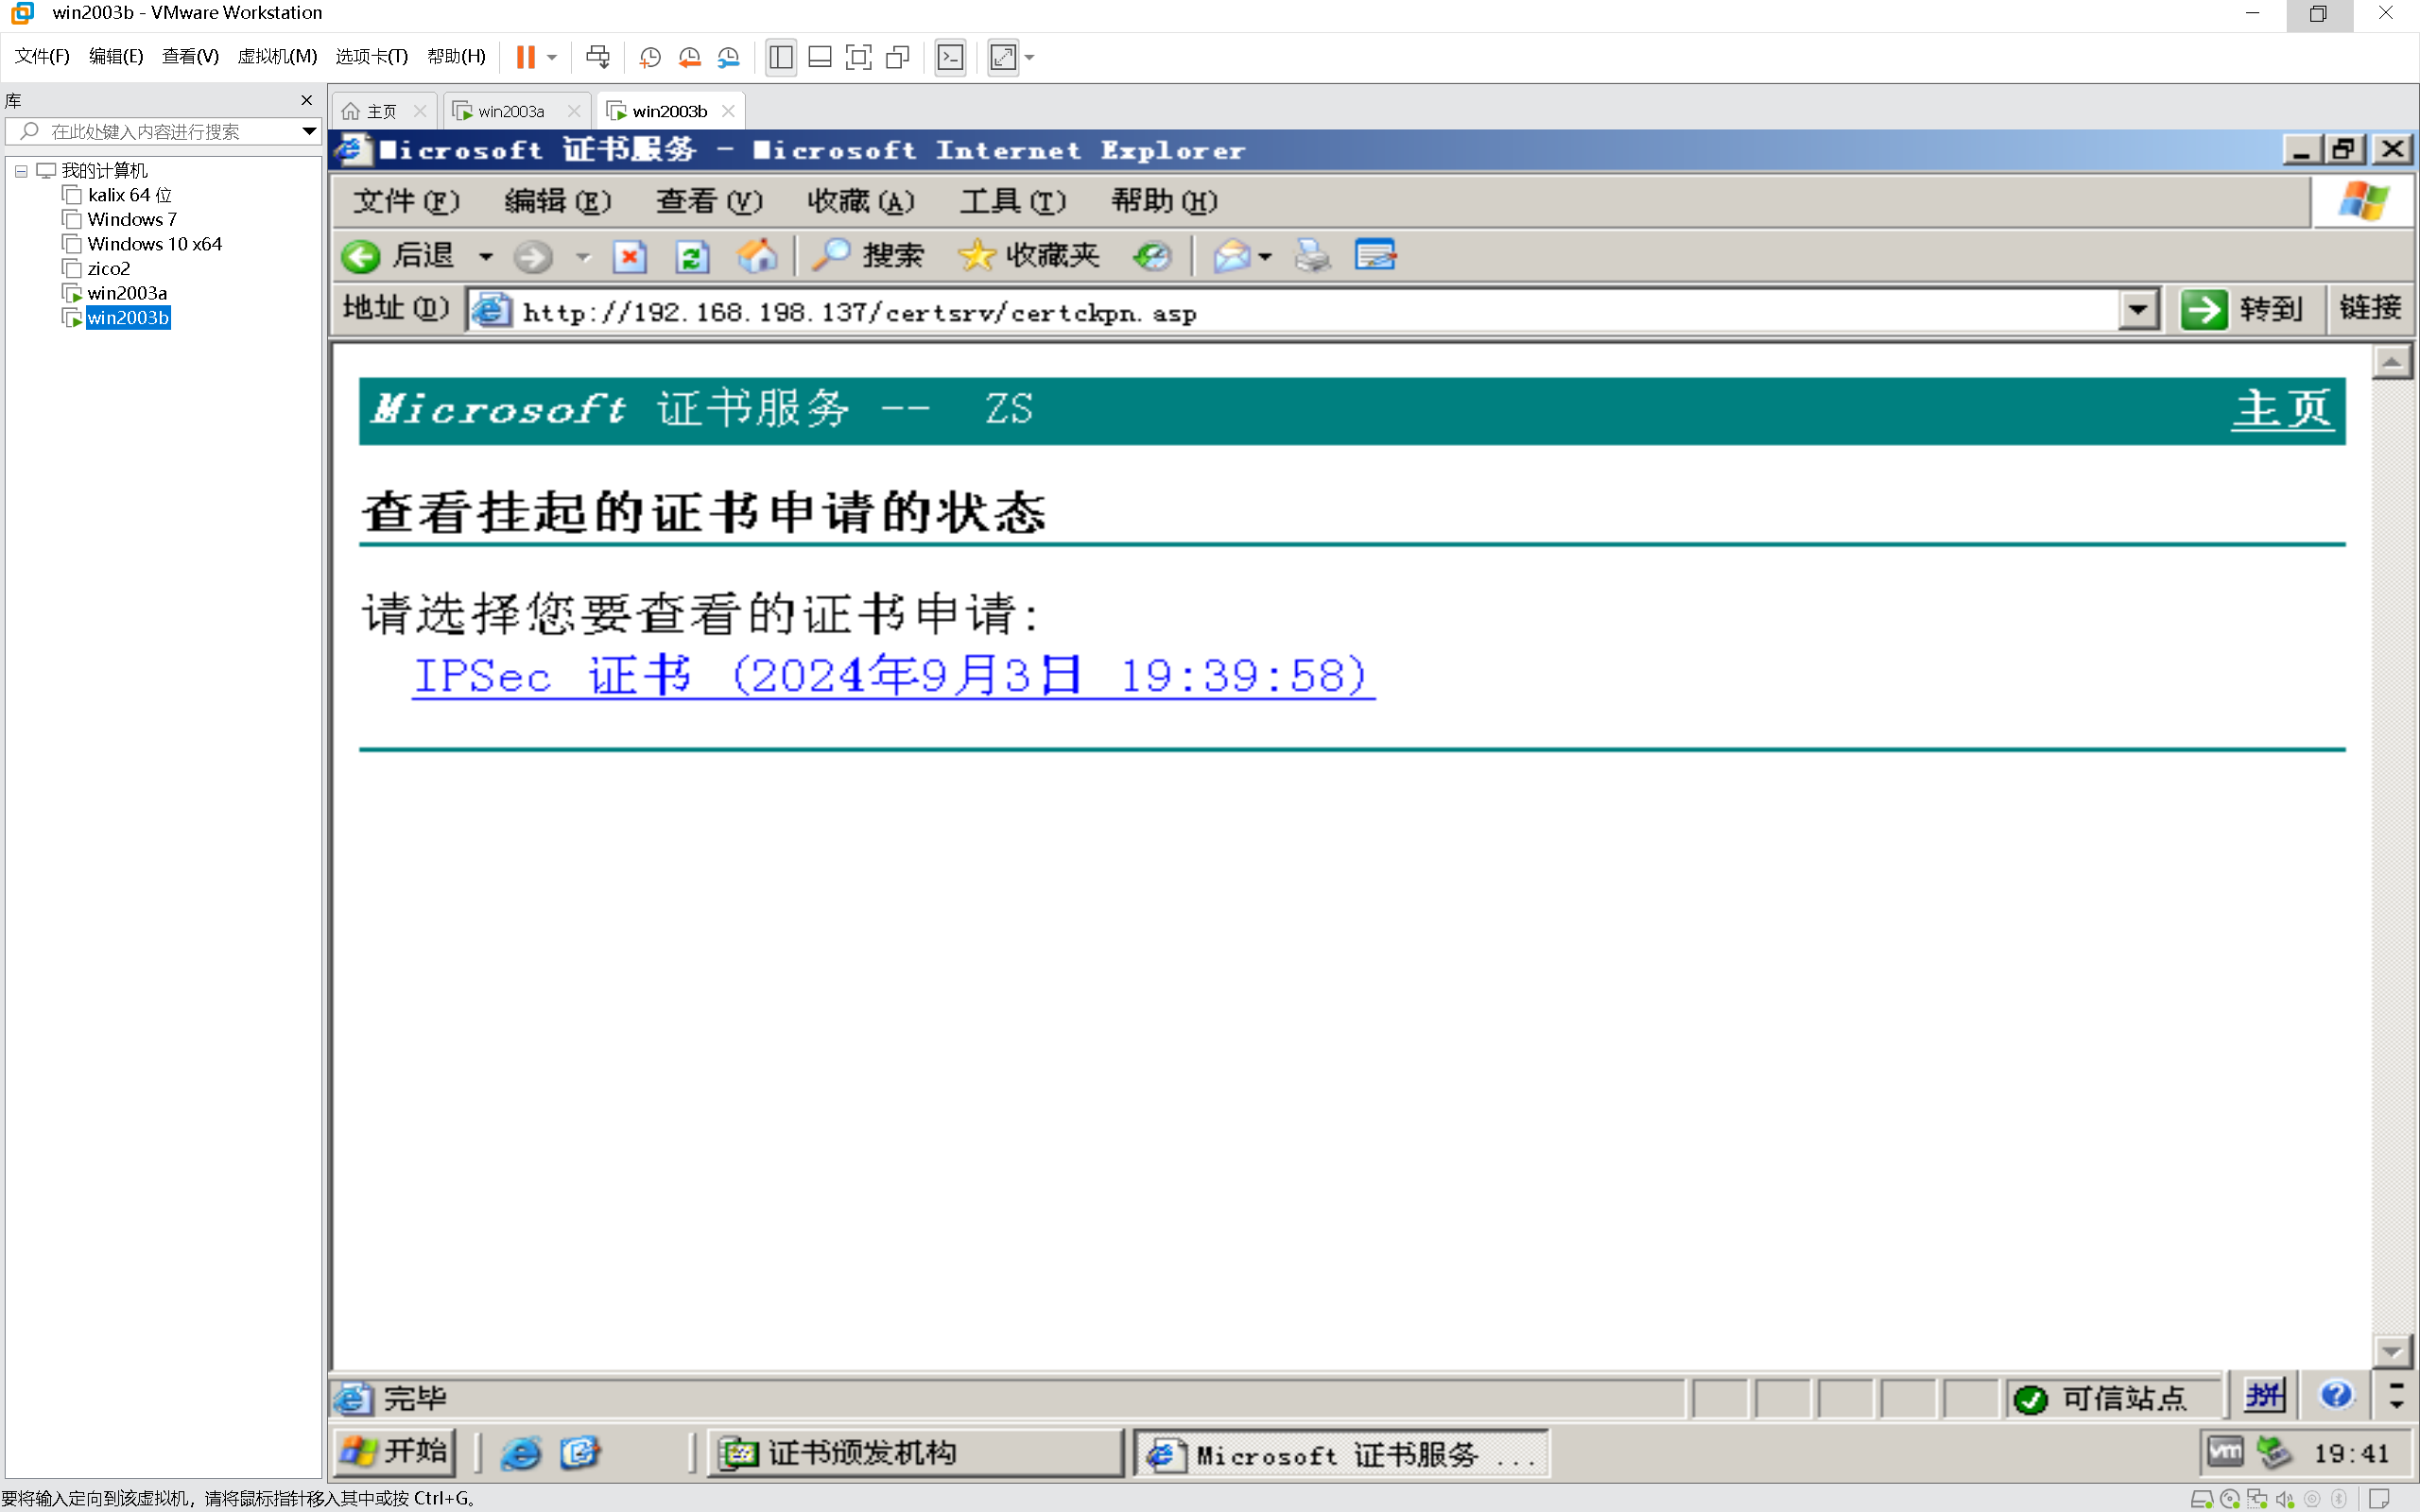 win2003b - VMware Workstation
文件(F) 编辑(E) 查看(V) 虚拟机(M) 选项卡(T) 帮助(H)
库
在此处键入内容进行搜索
我的计算机
kalix 64 位
Windows 7
Windows 10 x64
zico2
win2003a
win2003b
主页 win2003a win2003b
Microsoft 证书服务 - Microsoft Internet Explorer
文件(F) 编辑(E) 查看(V) 收藏(A) 工具(T) 帮助(H)
后退 搜索 收藏夹
地址(D) http://192.168.198.137/certsrv/certckpn.asp 转到 链接
Microsoft 证书服务 -- ZS 主页
查看挂起的证书申请的状态
请选择您要查看的证书申请:
IPSec 证书 (2024年9月3日 19:39:58)
完毕 可信站点 拼
开始 证书颁发机构 Microsoft 证书服务 ... vm 19:41
要将输入定向到该虚拟机，请将鼠标指针移入其中或按 Ctrl+G。